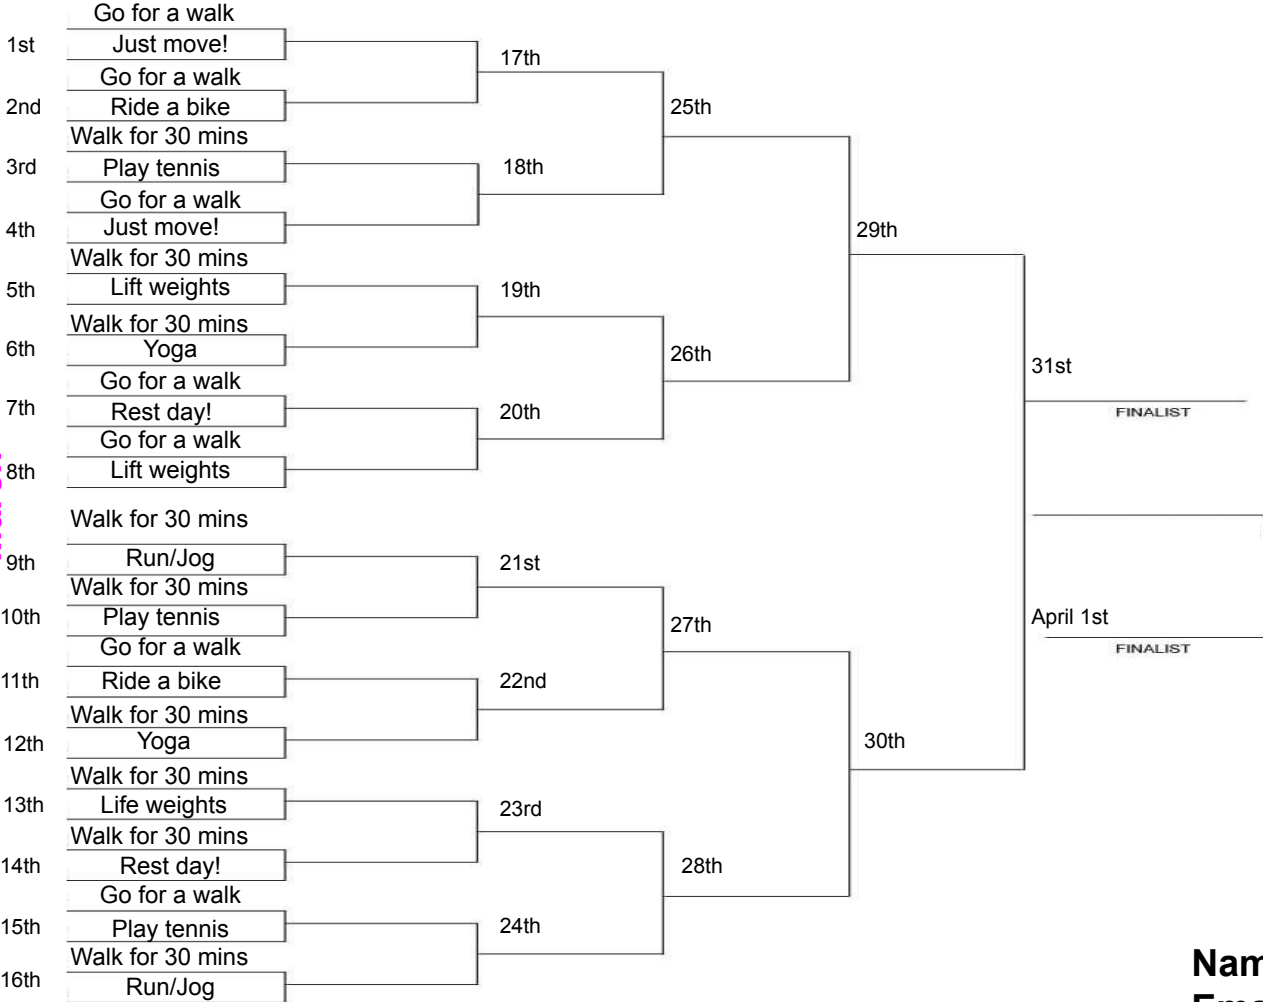 Go for a walk
1st
Just move!
Go for a walk
2nd
Ride a bike
Walk for 30 mins
3rd
Play tennis
Go for a walk
4th
Just move!
Walk for 30 mins
5th
Lift weights
Walk for 30 mins
6th
Yoga
Go for a walk
7th
Rest day!
Go for a walk
8th
Lift weights
Walk for 30 mins
9th
Run/Jog
Walk for 30 mins
10th
Play tennis
Go for a walk
11th
Ride a bike
Walk for 30 mins
12th
Yoga
Walk for 30 mins
13th
Life weights
Walk for 30 mins
14th
Rest day!
Go for a walk
15th
Play tennis
Walk for 30 mins
16th
Run/Jog
17th
18th
19th
20th
21st
22nd
23rd
24th
25th
26th
27th
28th
29th
30th
31st
FINALIST
April 1st
FINALIST